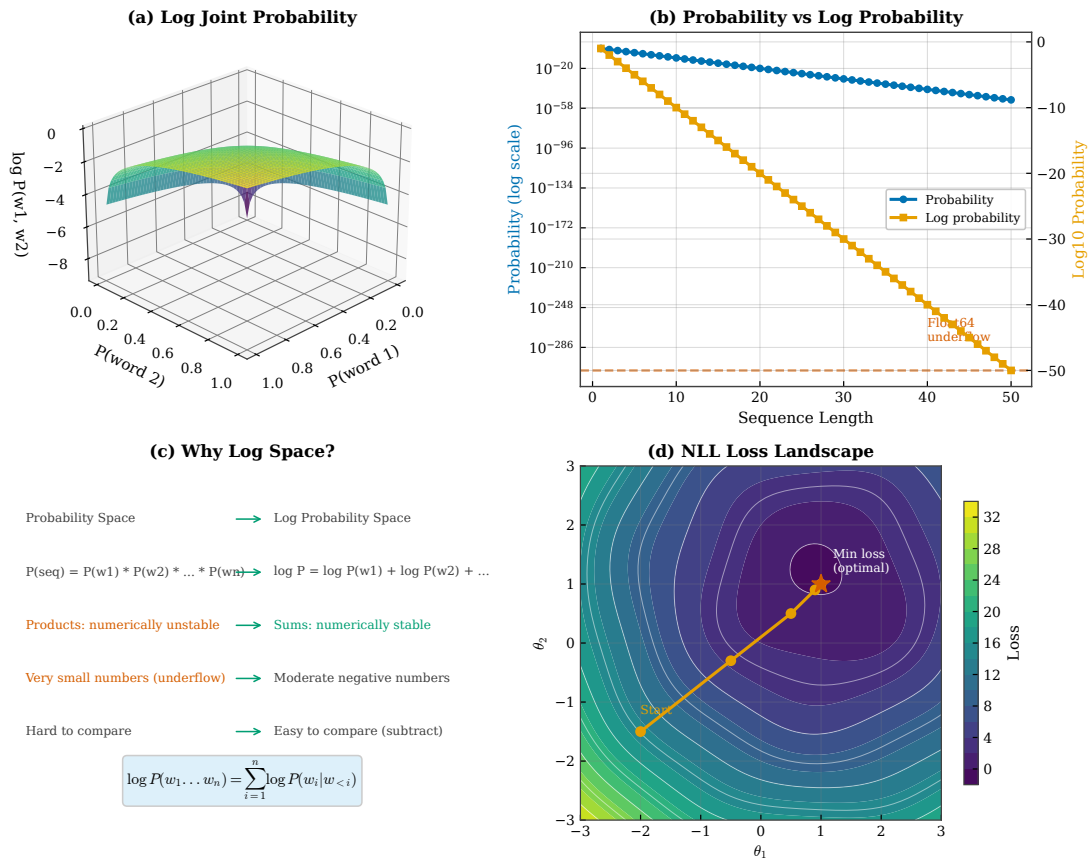 (a) Log Joint Probability
0
−2
−4
−6
−8
log P(w1, w2)
0.0
0.2
0.4
0.6
0.8
1.0
P(word 2)
0.0
0.2
0.4
0.6
0.8
1.0
P(word 1)
(b) Probability vs Log Probability
10⁻²⁰
10⁻⁵⁸
10⁻⁹⁶
10⁻¹³⁴
10⁻¹⁷²
10⁻²¹⁰
10⁻²⁴⁸
10⁻²⁸⁶
Probability (log scale)
0
−10
−20
−30
−40
−50
Log10 Probability
Probability
Log probability
Float64
underflow
0
10
20
30
40
50
Sequence Length
(c) Why Log Space?
Probability Space → Log Probability Space
P(seq) = P(w1) * P(w2) * ... * P(wn) → log P = log P(w1) + log P(w2) + ...
Products: numerically unstable → Sums: numerically stable
Very small numbers (underflow) → Moderate negative numbers
Hard to compare → Easy to compare (subtract)
log P(w₁…wₙ) = ∑ᵢ₌₁ⁿ log P(wᵢ|w<ᵢ)
(d) NLL Loss Landscape
3
2
1
0
−1
−2
−3
θ₂
Min loss
(optimal)
Start
−3
−2
−1
0
1
2
3
θ₁
32
28
24
20
16
12
8
4
0
Loss